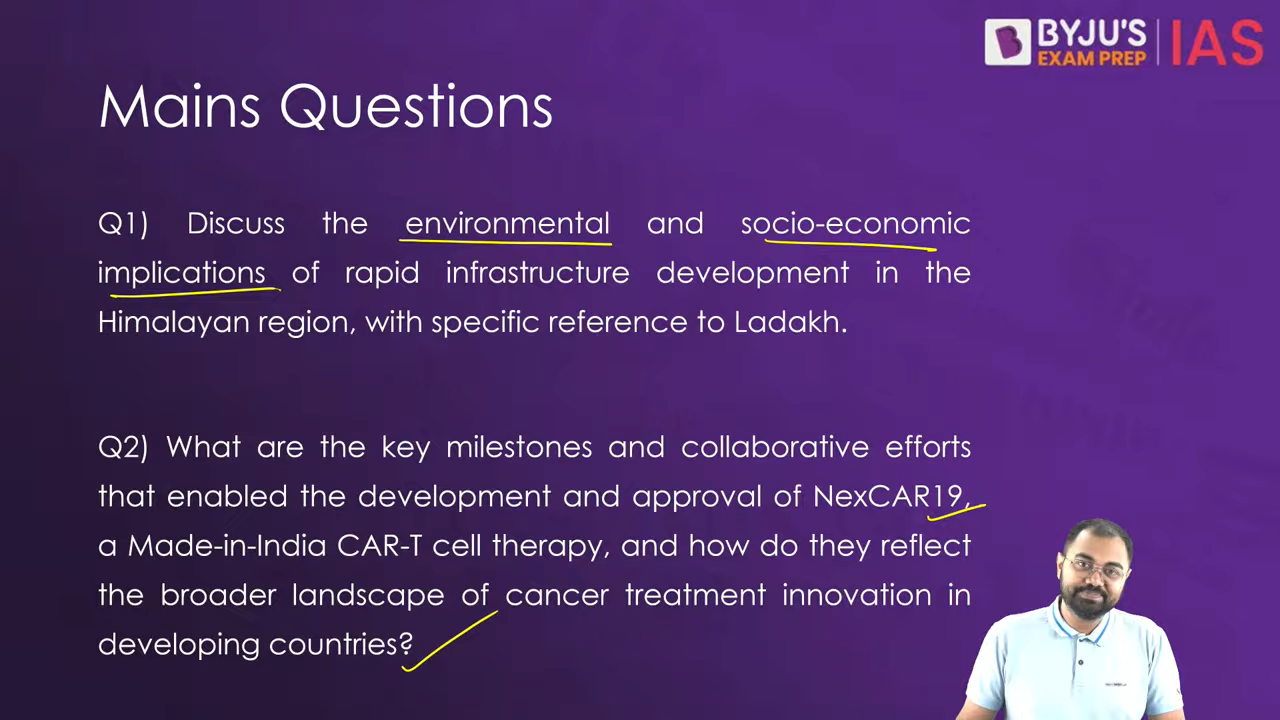 BYJU'S
EXAM PREP
IAS
Mains Questions
Q1) Discuss the environmental and socio-economic
implications of rapid infrastructure development in the
Himalayan region, with specific reference to Ladakh.
Q2) What are the key milestones and collaborative efforts
that enabled the development and approval of NexCAR19,
a Made-in-India CAR-T cell therapy, and how do they reflect
the broader landscape of cancer treatment innovation in
developing countries?